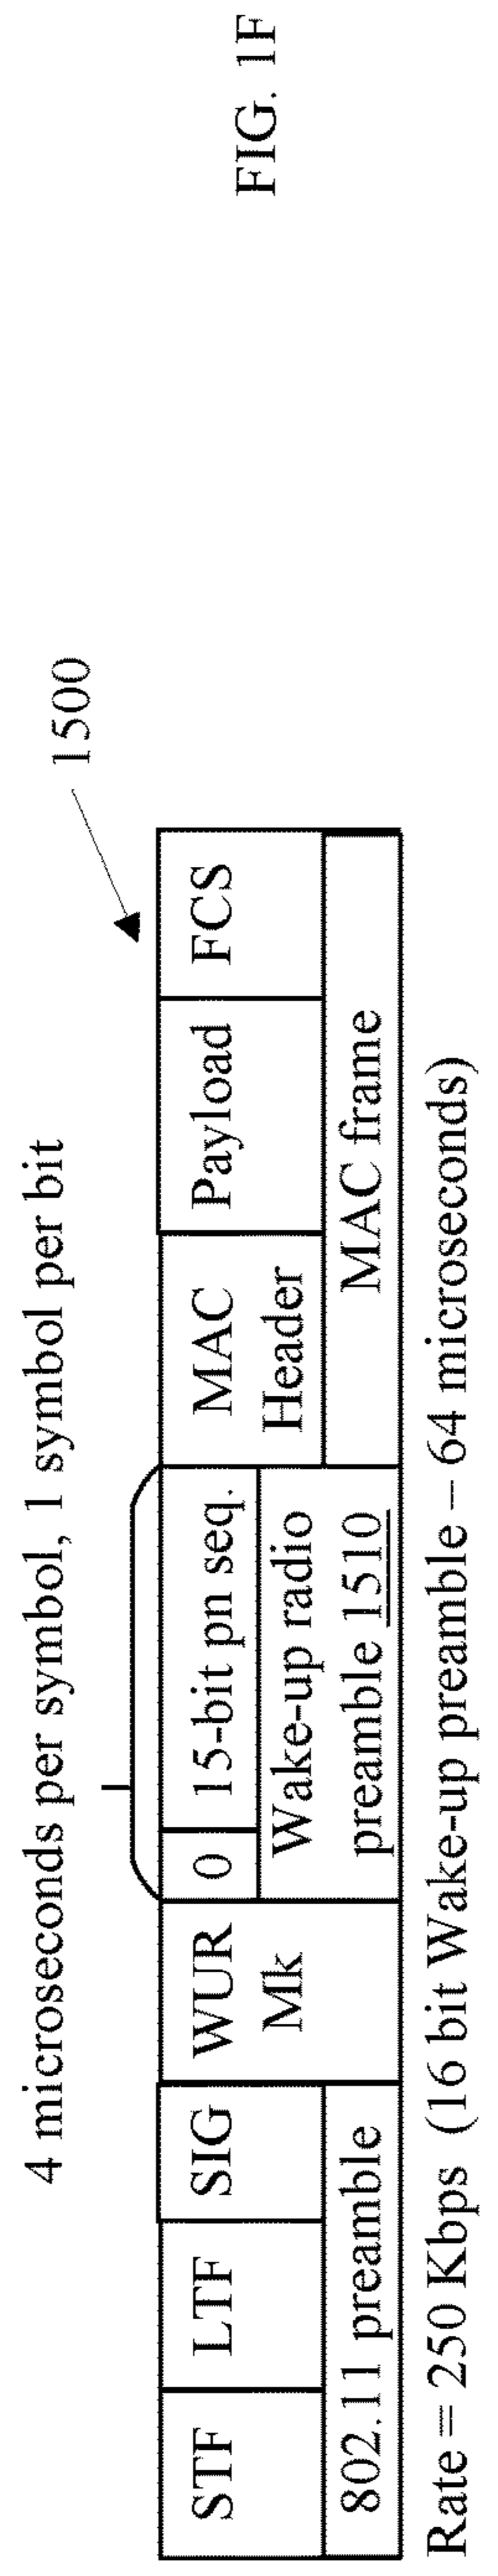 4 microseconds per symbol, 1 symbol per bit
1500
STF LTF SIG WUR Mk 0 15-bit pn seq. MAC Header Payload FCS
802.11 preamble Wake-up radio preamble 1510 MAC frame
Rate = 250 Kbps (16 bit Wake-up preamble – 64 microseconds)
FIG. 1F